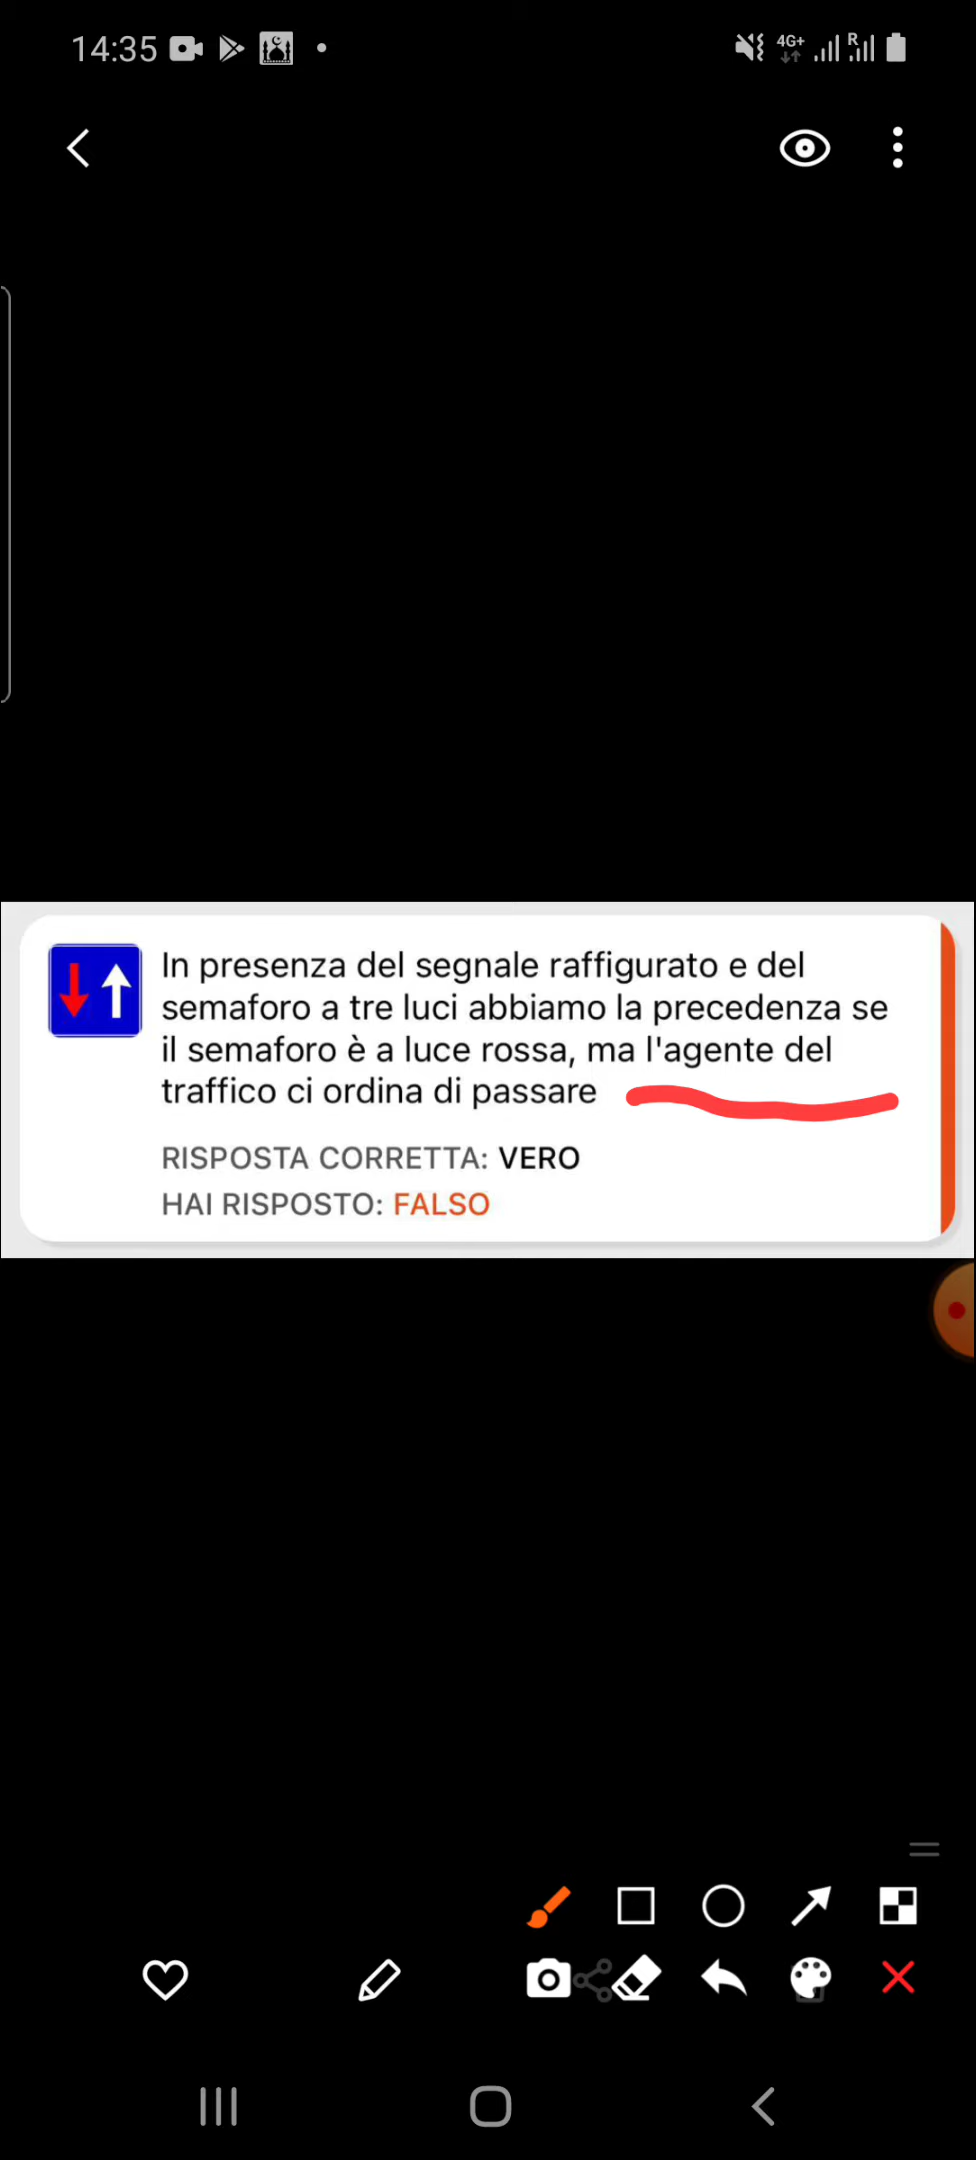 14:35
4G+
R
In presenza del segnale raffigurato e del
semaforo a tre luci abbiamo la precedenza se
il semaforo è a luce rossa, ma l'agente del
traffico ci ordina di passare
RISPOSTA CORRETTA: VERO
HAI RISPOSTO: FALSO